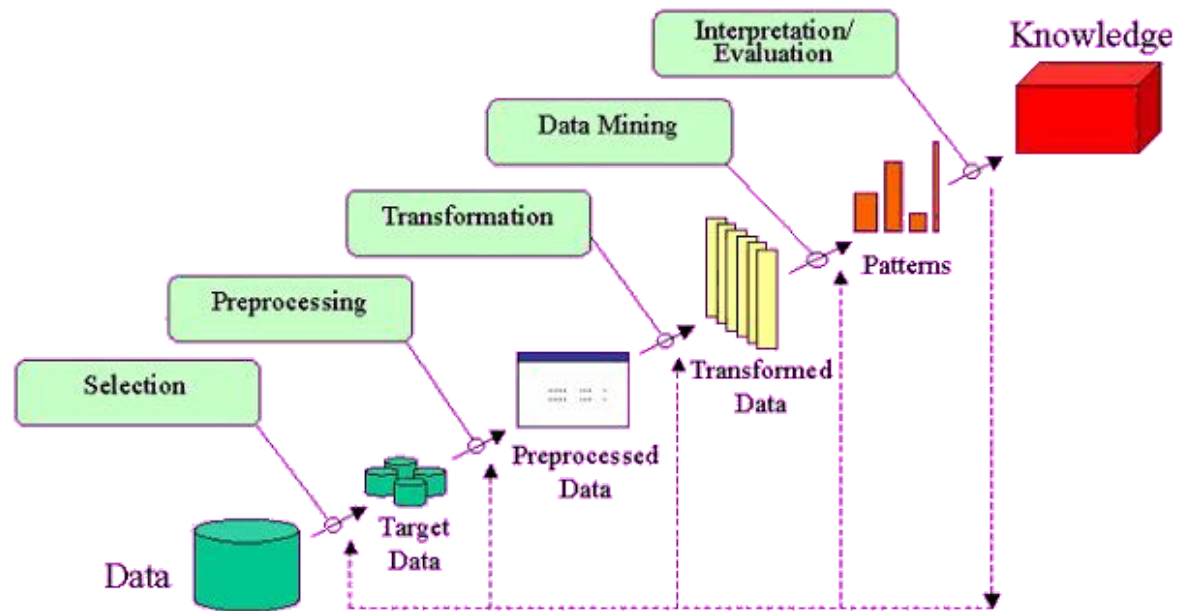 Interpretation/
Evaluation
Knowledge
Data Mining
Transformation
Patterns
Preprocessing
Transformed
Data
Selection
Preprocessed
Data
Target
Data
Data